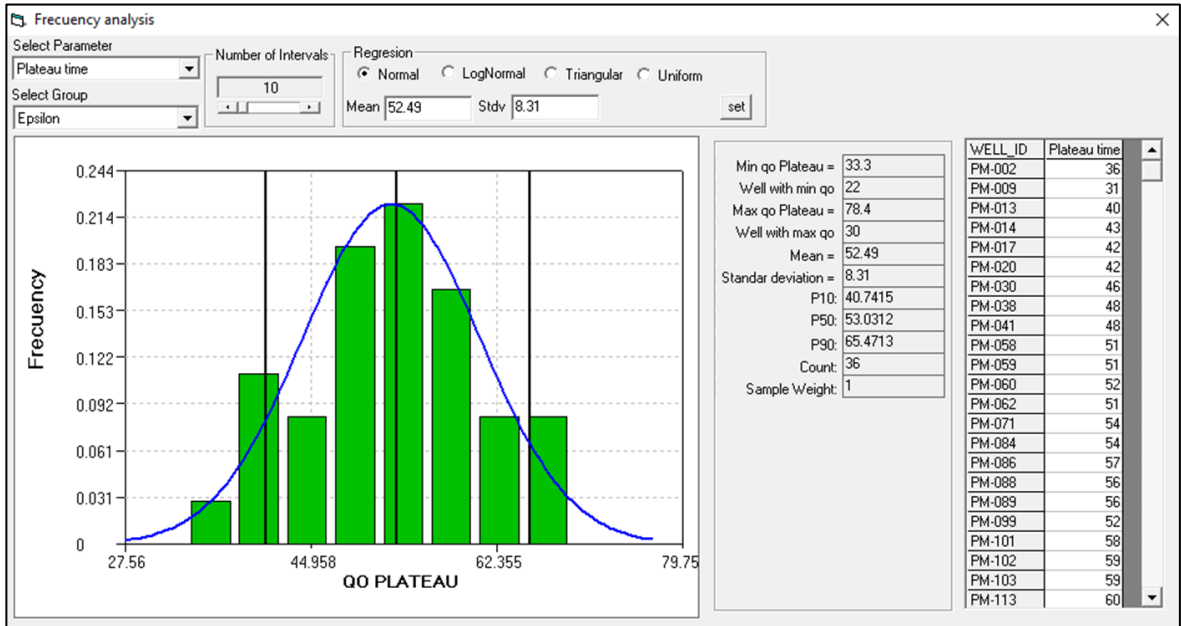 Frecuency analysis
Select Parameter
Plateau time
Select Group
Epsilon
Number of Intervals
10
Regresion
Normal LogNormal Triangular Uniform
Mean 52.49 Stdv 8.31 set
Frecuency
0.244
0.214
0.183
0.153
0.122
0.092
0.061
0.031
0
27.56 44.958 62.355 79.75
QO PLATEAU
Min qo Plateau = 33.3
Well with min qo 22
Max qo Plateau = 78.4
Well with max qo 30
Mean = 52.49
Standar deviation = 8.31
P10: 40.7415
P50: 53.0312
P90: 65.4713
Count: 36
Sample Weight: 1
WELL_ID Plateau time
PM-002 36
PM-009 31
PM-013 40
PM-014 43
PM-017 42
PM-020 42
PM-030 46
PM-038 48
PM-041 48
PM-058 51
PM-059 51
PM-060 52
PM-062 51
PM-071 54
PM-084 54
PM-086 57
PM-088 56
PM-089 56
PM-099 52
PM-101 58
PM-102 59
PM-103 59
PM-113 60